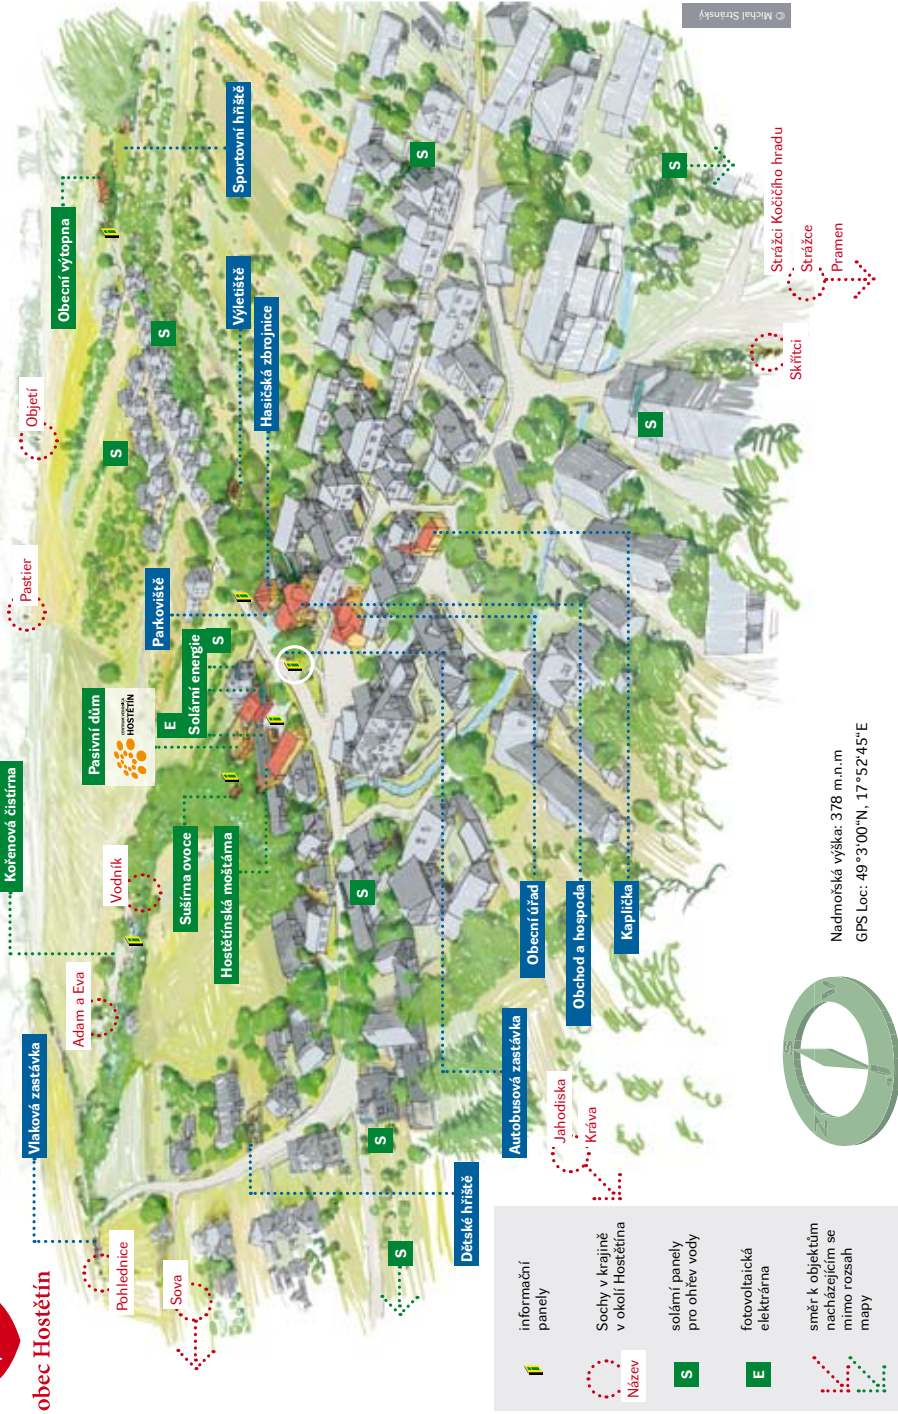 obec Hostětín
Vlaková zastávka
Pohlednice
Sova
Adam a Eva
Kořenová čistírna
Vodník
Pasivní dům
CENTRUM VERONICA
HOSTĚTÍN
E
Solární energie
S
Sušírna ovoce
Hostětínská moštárna
Parkoviště
Pastier
Objetí
Obecní výtopna
Sportovní hřiště
Výletiště
Hasičská zbrojnice
S
S
S
S
S
S
S
S
Dětské hřiště
Autobusová zastávka
Obecní úřad
Obchod a hospoda
Kaplička
Jahodiska
Kráva
Skřítci
Strážci Kočičího hradu
Strážce
Pramen
© Michal Stránský
Nadmořská výška: 378 m.n.m
GPS Loc: 49°3'00"N, 17°52'45"E
S
V
J
Z
informační
panely
Název
Sochy v krajině
v okolí Hostětína
S
solární panely
pro ohřev vody
E
fotovoltaická
elektrárna
směr k objektům
nacházejícím se
mimo rozsah
mapy